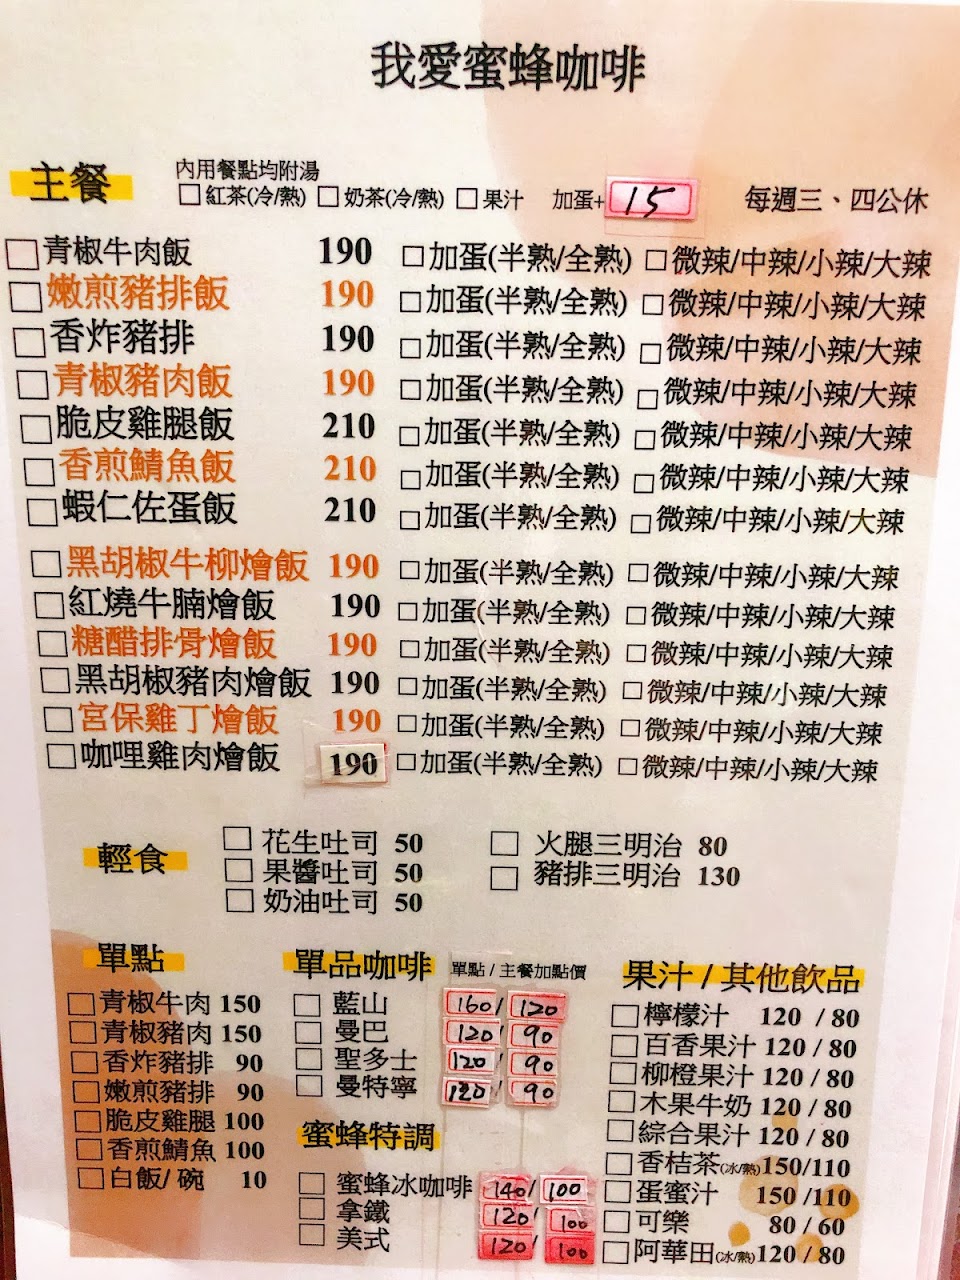 我愛蜜蜂咖啡
主餐
內用餐點均附湯
□紅茶(冷/熱) □奶茶(冷/熱) □果汁 加蛋+ 15 每週三、四公休
□青椒牛肉飯 190 □加蛋(半熟/全熟) □微辣/中辣/小辣/大辣
□嫩煎豬排飯 190 □加蛋(半熟/全熟) □微辣/中辣/小辣/大辣
□香炸豬排 190 □加蛋(半熟/全熟) □微辣/中辣/小辣/大辣
□青椒豬肉飯 190 □加蛋(半熟/全熟) □微辣/中辣/小辣/大辣
□脆皮雞腿飯 210 □加蛋(半熟/全熟) □微辣/中辣/小辣/大辣
□香煎鯖魚飯 210 □加蛋(半熟/全熟) □微辣/中辣/小辣/大辣
□蝦仁佐蛋飯 210 □加蛋(半熟/全熟) □微辣/中辣/小辣/大辣
□黑胡椒牛柳燴飯 190 □加蛋(半熟/全熟) □微辣/中辣/小辣/大辣
□紅燒牛腩燴飯 190 □加蛋(半熟/全熟) □微辣/中辣/小辣/大辣
□糖醋排骨燴飯 190 □加蛋(半熟/全熟) □微辣/中辣/小辣/大辣
□黑胡椒豬肉燴飯 190 □加蛋(半熟/全熟) □微辣/中辣/小辣/大辣
□宮保雞丁燴飯 190 □加蛋(半熟/全熟) □微辣/中辣/小辣/大辣
□咖哩雞肉燴飯 190 □加蛋(半熟/全熟) □微辣/中辣/小辣/大辣
輕食
□花生吐司 50 □火腿三明治 80
□果醬吐司 50 □豬排三明治 130
□奶油吐司 50
單點
□青椒牛肉 150
□青椒豬肉 150
□香炸豬排 90
□嫩煎豬排 90
□脆皮雞腿 100
□香煎鯖魚 100
□白飯/碗 10
單品咖啡 單點 / 主餐加點價
□藍山 160/120
□曼巴 120/90
□聖多士 120/90
□曼特寧 120/90
蜜蜂特調
□蜜蜂冰咖啡 140/100
□拿鐵 120/100
□美式 120/100
果汁 / 其他飲品
□檸檬汁 120 / 80
□百香果汁 120 / 80
□柳橙果汁 120 / 80
□木果牛奶 120 / 80
□綜合果汁 120 / 80
□香桔茶(冰/熱)150/110
□蛋蜜汁 150 /110
□可樂 80 / 60
□阿華田(冰/熱)120 / 80